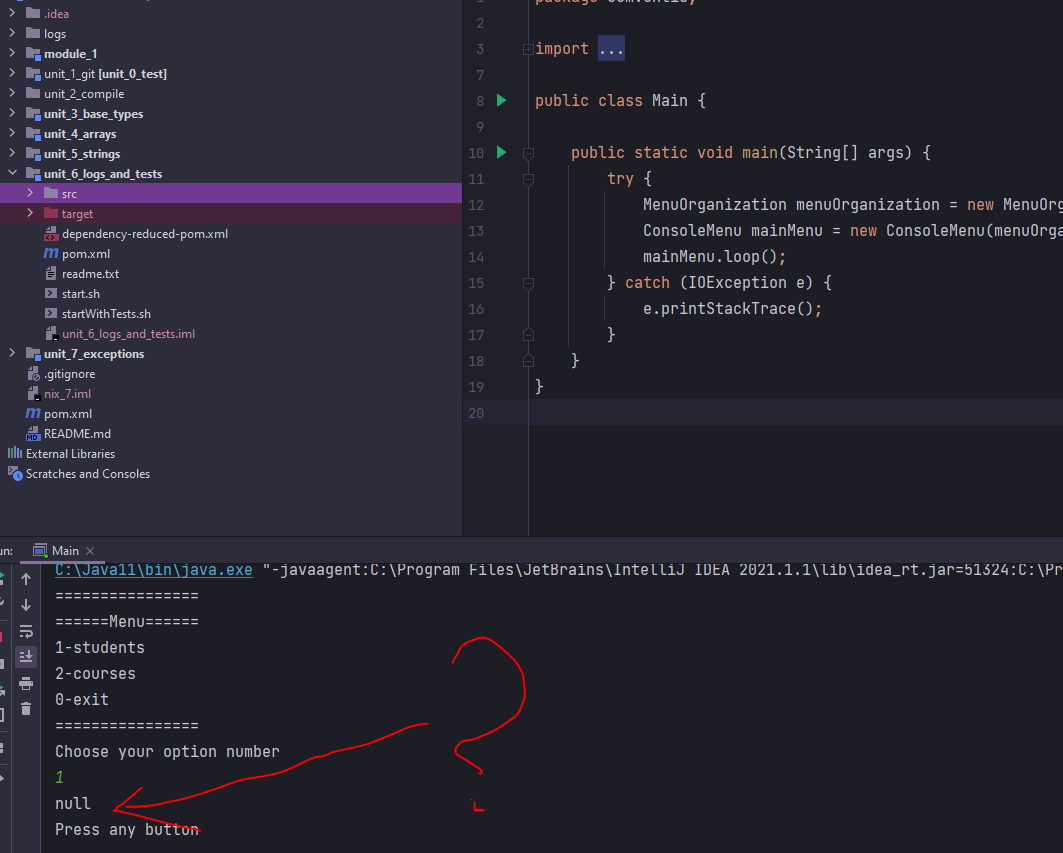 .idea
logs
module_1
unit_1_git [unit_0_test]
unit_2_compile
unit_3_base_types
unit_4_arrays
unit_5_strings
unit_6_logs_and_tests
src
target
dependency-reduced-pom.xml
pom.xml
readme.txt
start.sh
startWithTests.sh
unit_6_logs_and_tests.iml
unit_7_exceptions
.gitignore
nix_7.iml
pom.xml
README.md
External Libraries
Scratches and Consoles
2
3 import ...
7
8 public class Main {
9
10 public static void main(String[] args) {
11 try {
12 MenuOrganization menuOrganization = new MenuOrg
13 ConsoleMenu mainMenu = new ConsoleMenu(menuOrga
14 mainMenu.loop();
15 } catch (IOException e) {
16 e.printStackTrace();
17 }
18 }
19 }
20
un: Main
C:\Java11\bin\java.exe "-javaagent:C:\Program Files\JetBrains\IntelliJ IDEA 2021.1.1\lib\idea_rt.jar=51324:C:\Pr
================
======Menu======
1-students
2-courses
0-exit
================
Choose your option number
1
null
Press any button
?